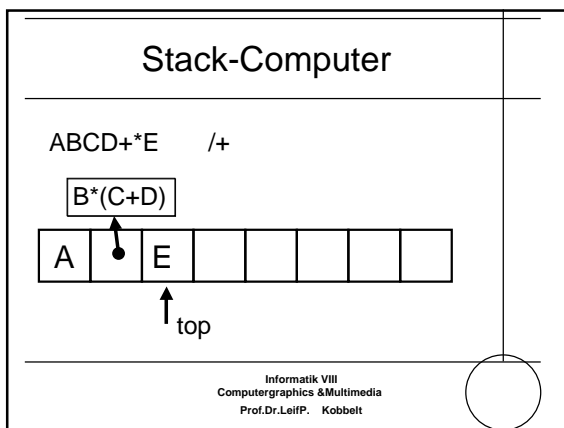 Stack-Computer
ABCD+*E /+
B*(C+D)
A E
top
Informatik VIII
Computergraphics &Multimedia
Prof.Dr.LeifP. Kobbelt